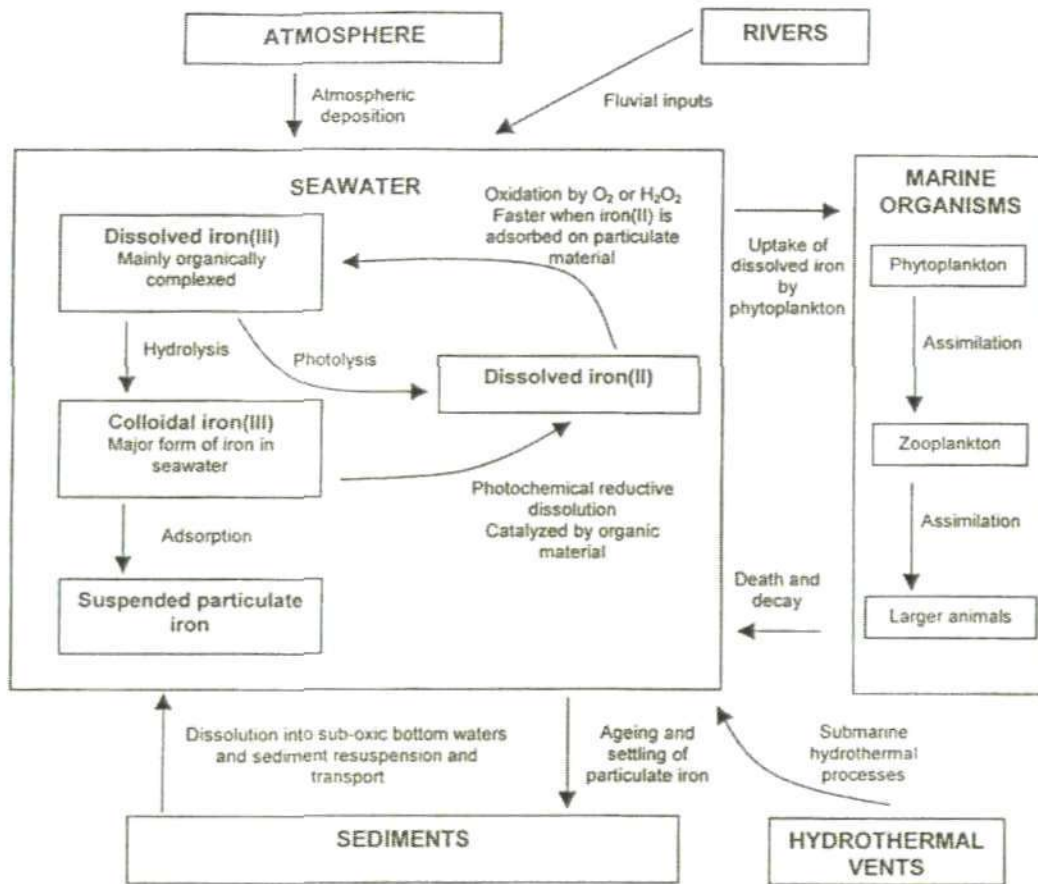 ATMOSPHERE
RIVERS
Atmospheric
deposition
Fluvial inputs
SEAWATER
Oxidation by O₂ or H₂O₂
Faster when iron(II) is
adsorbed on particulate
material
Dissolved iron(III)
Mainly organically
complexed
Hydrolysis
Photolysis
Dissolved iron(II)
Colloidal iron(III)
Major form of iron in
seawater
Photochemical reductive
dissolution
Catalyzed by organic
material
Adsorption
Suspended particulate
iron
Uptake of
dissolved iron
by
phytoplankton
MARINE
ORGANISMS
Phytoplankton
Assimilation
Zooplankton
Assimilation
Larger animals
Death and
decay
Dissolution into sub-oxic bottom waters
and sediment resuspension and
transport
Ageing and
settling of
particulate iron
Submarine
hydrothermal
processes
SEDIMENTS
HYDROTHERMAL
VENTS